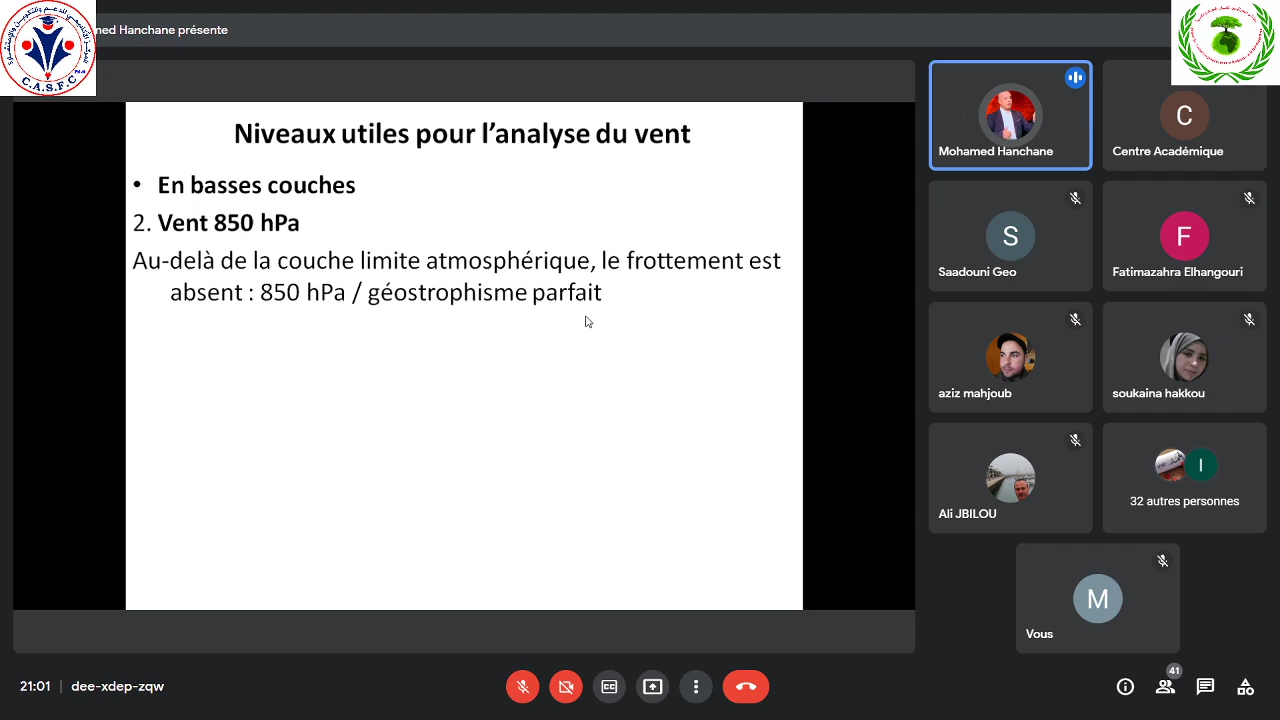 med Hanchane présente
C.A.S.F.C
Niveaux utiles pour l’analyse du vent
• En basses couches
2. Vent 850 hPa
Au-delà de la couche limite atmosphérique, le frottement est
absent : 850 hPa / géostrophisme parfait
Mohamed Hanchane
C
Centre Académique
S
Saadouni Geo
F
Fatimazahra Elhangouri
aziz mahjoub
soukaina hakkou
Ali JBILOU
I
32 autres personnes
M
Vous
21:01 | dee-xdep-zqw
CC
41